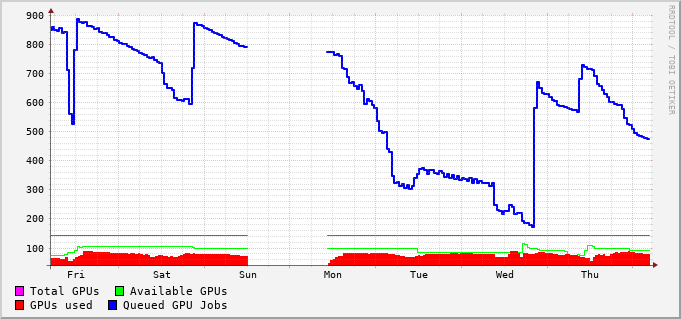 900
800
700
600
500
400
300
200
100
Fri Sat Sun Mon Tue Wed Thu
Total GPUs Available GPUs
GPUs used Queued GPU Jobs
RRDTOOL / TOBI OETIKER